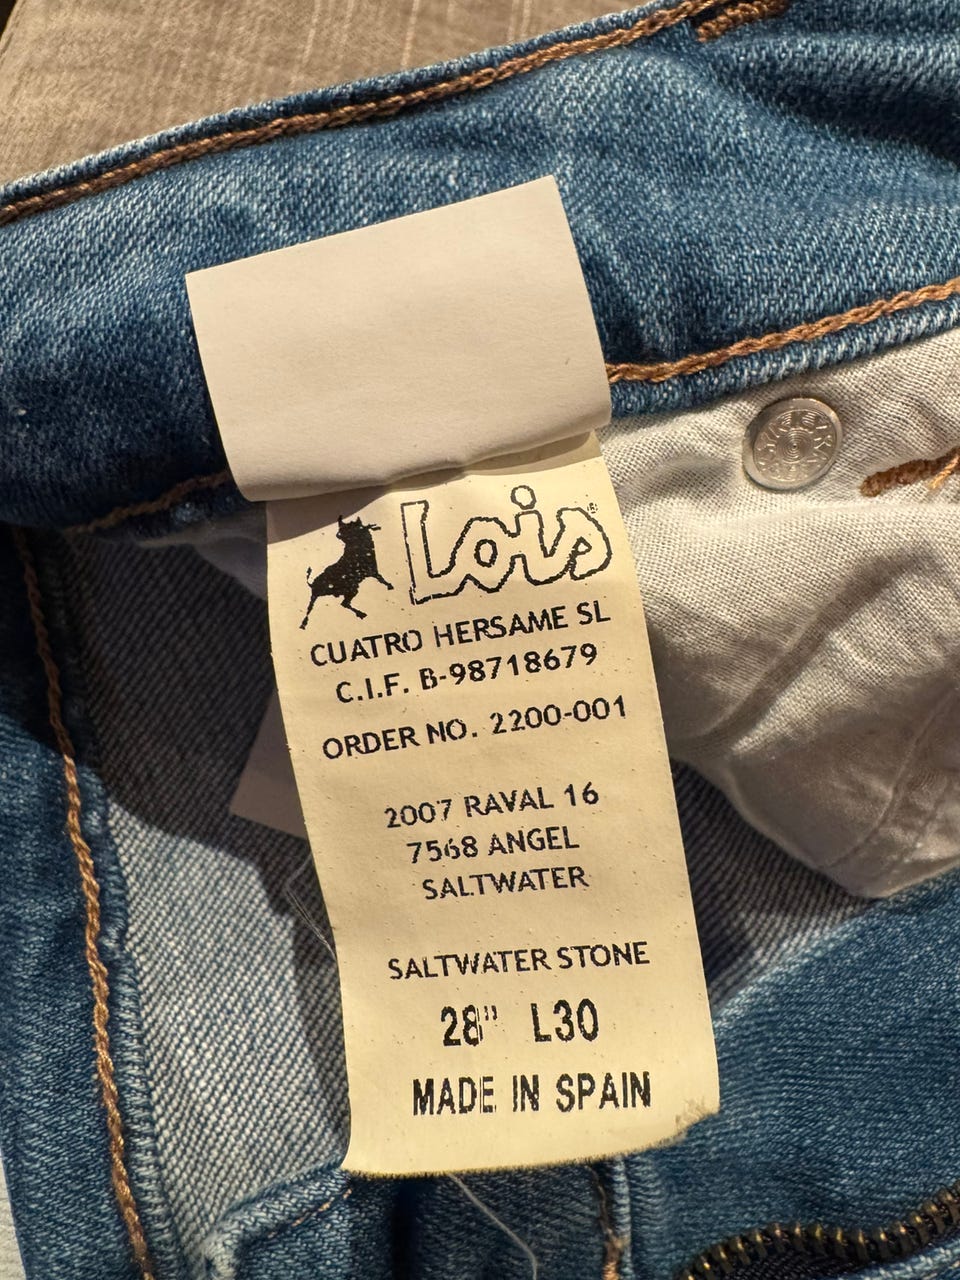 Lois
CUATRO HERSAME SL
C.I.F. B-98718679
ORDER NO. 2200-001
2007 RAVAL 16
7568 ANGEL
SALTWATER
SALTWATER STONE
28" L30
MADE IN SPAIN